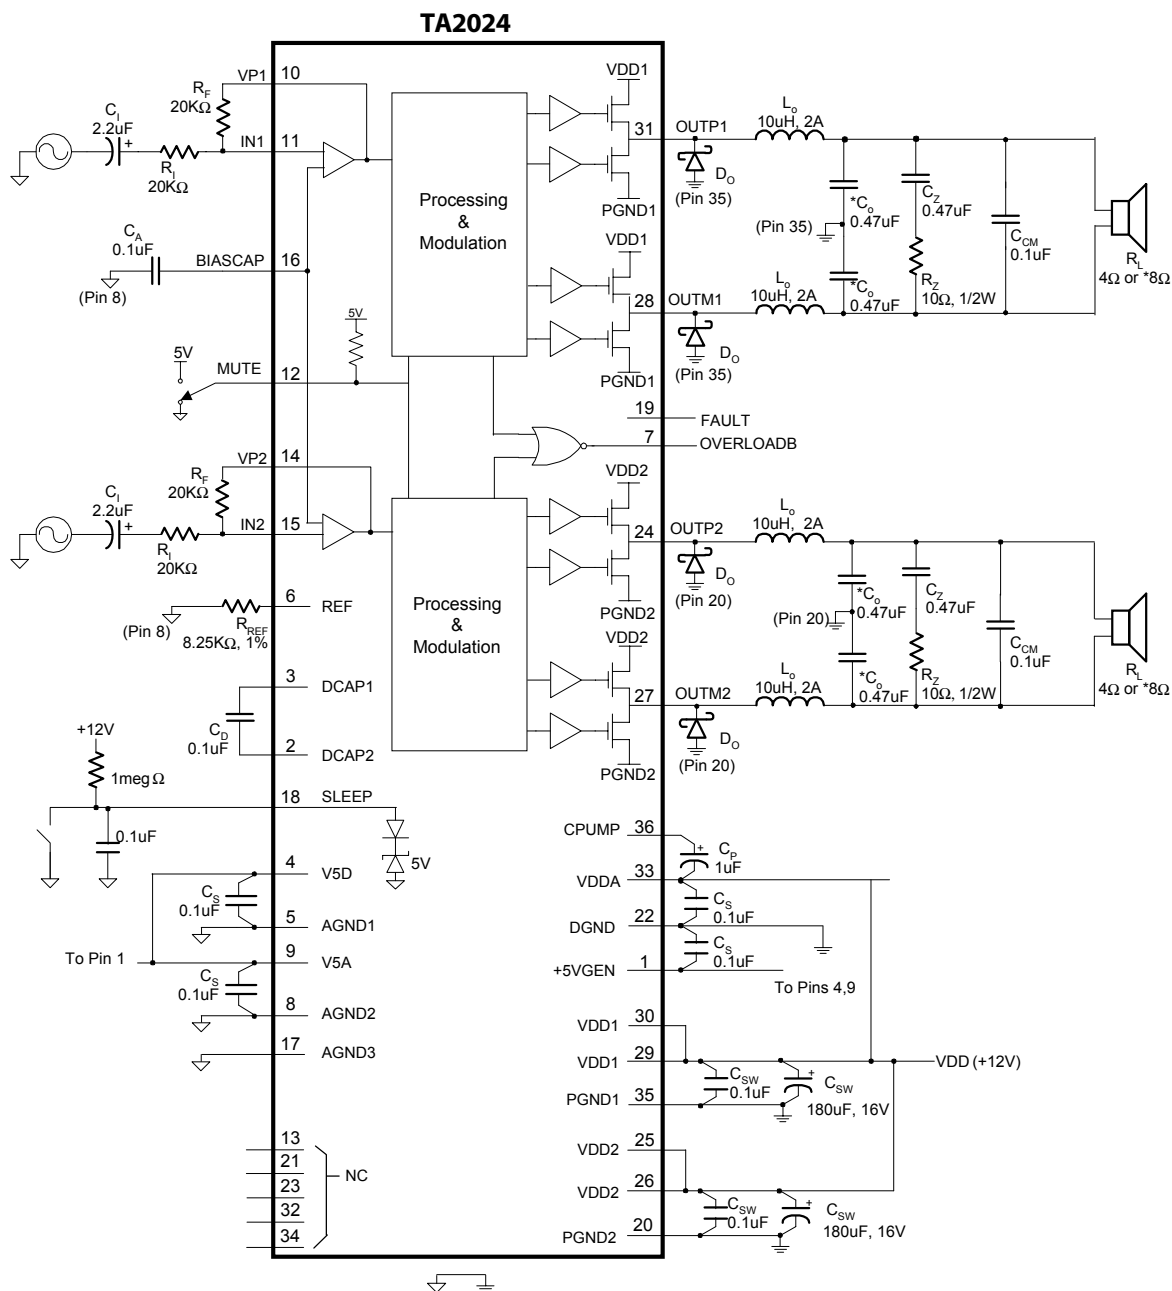 TA2024
VP1 10
R_F
20KΩ
C_I
2.2uF
+
IN1 11
R_I
20KΩ
C_A
0.1uF
BIASCAP 16
(Pin 8)
5V
5V
MUTE 12
VP2 14
R_F
20KΩ
C_I
2.2uF
+
IN2 15
R_I
20KΩ
6 REF
(Pin 8)
R_REF
8.25KΩ, 1%
3 DCAP1
C_D
0.1uF
2 DCAP2
+12V
1meg Ω
18 SLEEP
0.1uF
5V
4 V5D
C_S
0.1uF
5 AGND1
To Pin 1
9 V5A
C_S
0.1uF
8 AGND2
17 AGND3
13
21
23
32
34
NC
Processing
&
Modulation
Processing
&
Modulation
VDD1
31 OUTP1
PGND1
VDD1
28 OUTM1
PGND1
L_o
10uH, 2A
D_O
(Pin 35)
*C_o
0.47uF
(Pin 35)
*C_o
0.47uF
C_Z
0.47uF
R_Z
10Ω, 1/2W
C_CM
0.1uF
R_L
4Ω or *8Ω
L_o
10uH, 2A
D_O
(Pin 35)
19 FAULT
7 OVERLOADB
VDD2
24 OUTP2
PGND2
VDD2
27 OUTM2
PGND2
L_o
10uH, 2A
D_O
(Pin 20)
*C_o
0.47uF
(Pin 20)
*C_o
0.47uF
C_Z
0.47uF
R_Z
10Ω, 1/2W
C_CM
0.1uF
R_L
4Ω or *8Ω
L_o
10uH, 2A
D_O
(Pin 20)
CPUMP 36
+
C_P
1uF
VDDA 33
C_S
0.1uF
DGND 22
C_S
0.1uF
+5VGEN 1
To Pins 4,9
VDD1 30
VDD1 29
VDD (+12V)
C_SW
0.1uF
+
C_SW
180uF, 16V
PGND1 35
VDD2 25
VDD2 26
C_SW
0.1uF
+
C_SW
180uF, 16V
PGND2 20